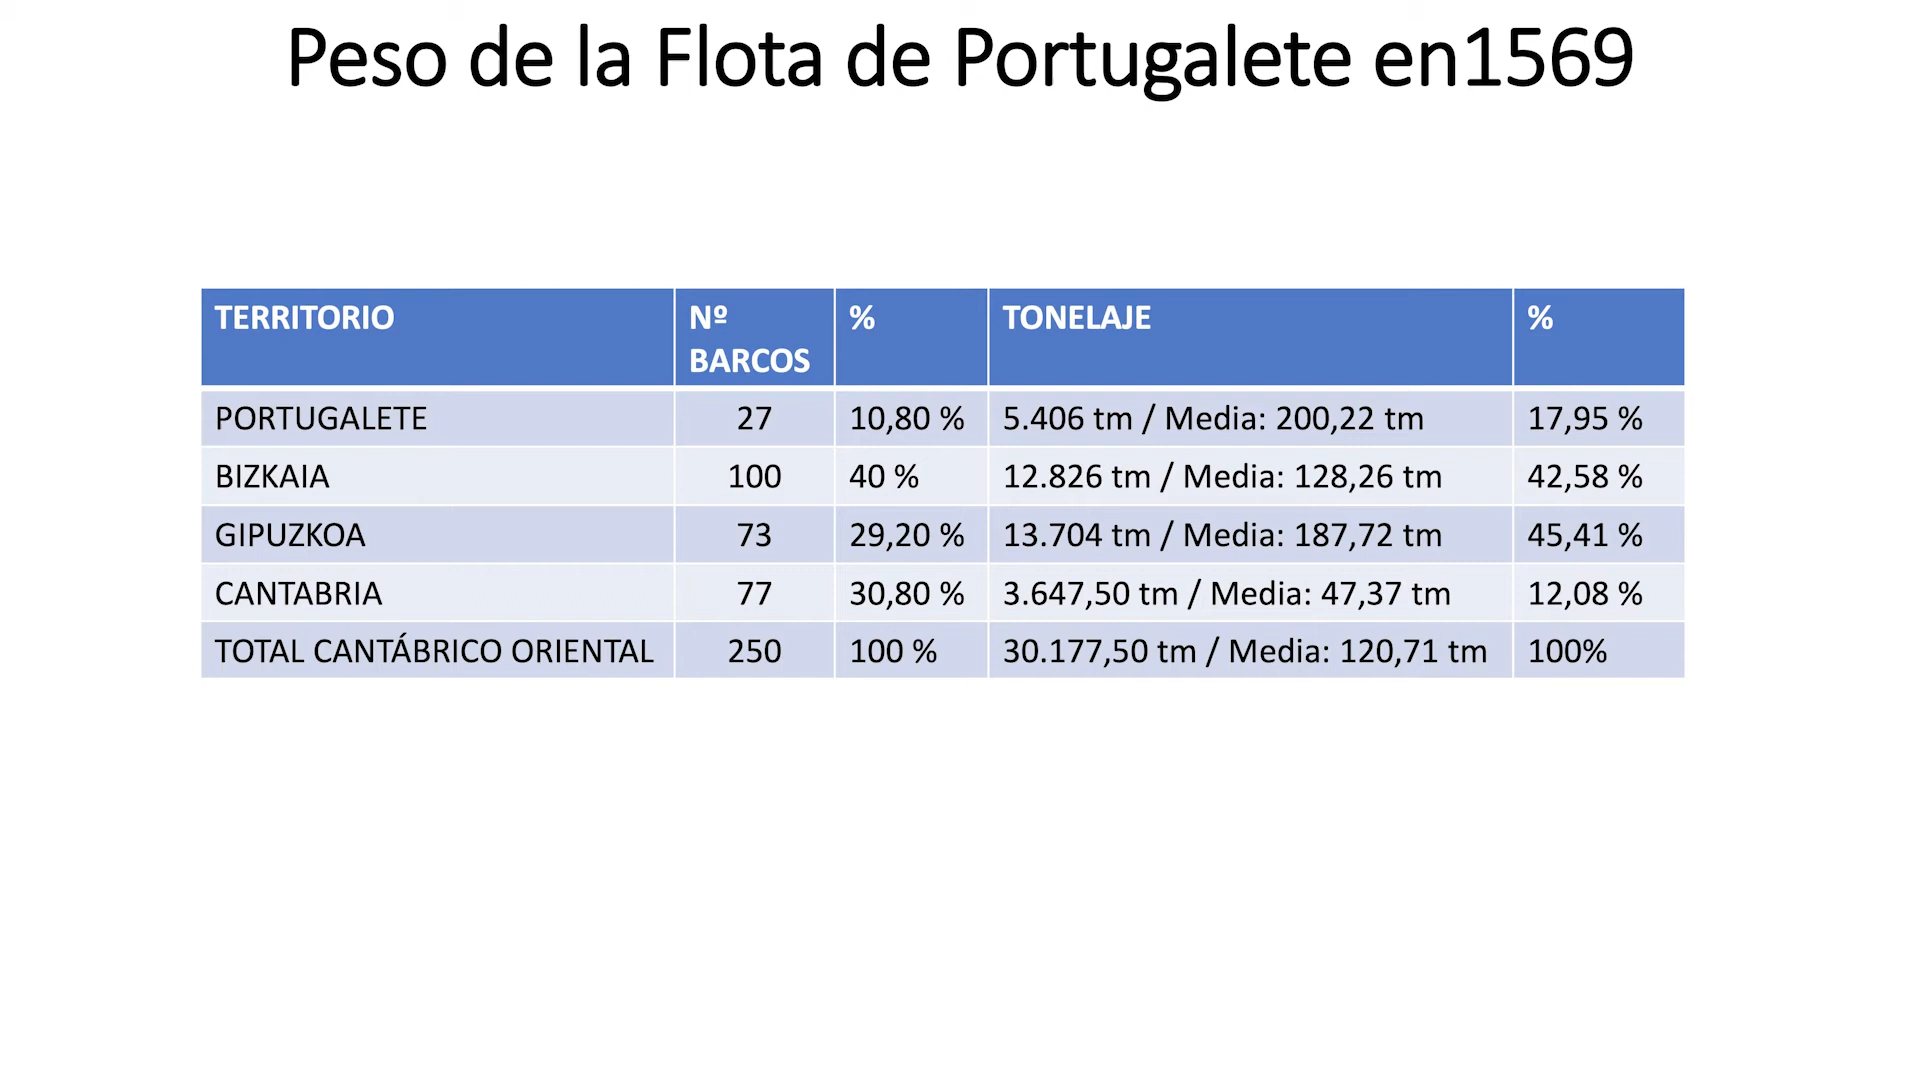 Peso de la Flota de Portugalete en1569
TERRITORIO Nº BARCOS % TONELAJE %
PORTUGALETE 27 10,80 % 5.406 tm / Media: 200,22 tm 17,95 %
BIZKAIA 100 40 % 12.826 tm / Media: 128,26 tm 42,58 %
GIPUZKOA 73 29,20 % 13.704 tm / Media: 187,72 tm 45,41 %
CANTABRIA 77 30,80 % 3.647,50 tm / Media: 47,37 tm 12,08 %
TOTAL CANTÁBRICO ORIENTAL 250 100 % 30.177,50 tm / Media: 120,71 tm 100%